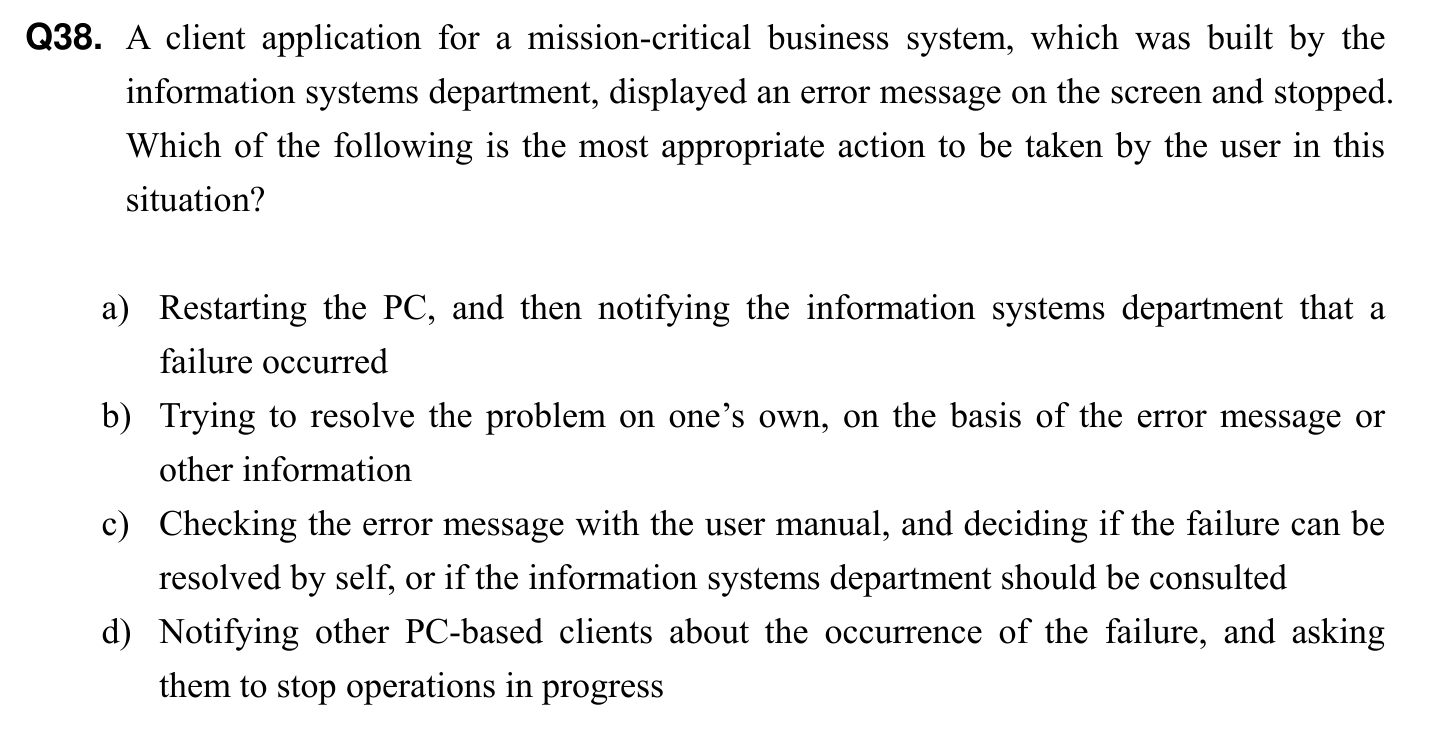 Q38. A client application for a mission-critical business system, which was built by the
information systems department, displayed an error message on the screen and stopped.
Which of the following is the most appropriate action to be taken by the user in this
situation?
a) Restarting the PC, and then notifying the information systems department that a
failure occurred
b) Trying to resolve the problem on one’s own, on the basis of the error message or
other information
c) Checking the error message with the user manual, and deciding if the failure can be
resolved by self, or if the information systems department should be consulted
d) Notifying other PC-based clients about the occurrence of the failure, and asking
them to stop operations in progress